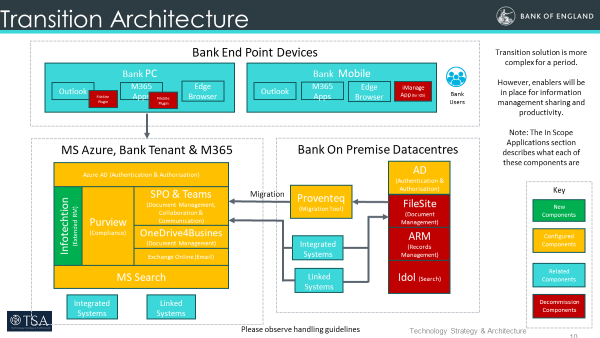 Transition Architecture
BANK OF ENGLAND
Bank End Point Devices
Bank PC
Outlook
FileSite
Plugin
M365
Apps
FileSite
Plugin
Edge
Browser
Bank Mobile
Outlook
M365
Apps
Edge
Browser
iManage
App
Bank
Users
Transition solution is more
complex for a period.
However, enablers will be
in place for information
management sharing and
productivity.
Note: The In Scope
Applications section
describes what each of
these components are
MS Azure, Bank Tenant & M365
Azure AD (Authentication & Authorisation)
Infotechtion
(Extended RM)
Purview
(Compliance)
SPO & Teams
(Document Management,
Collaboration &
Communication)
OneDrive4Busines
(Document Management)
Exchange Online (Email)
MS Search
Integrated
Systems
Linked
Systems
Migration
Bank On Premise Datacentres
Proventeq
(Migration Tool)
Integrated
Systems
Linked
Systems
AD
(Authentication &
Authorisation)
FileSite
(Document
Management)
ARM
(Records
Management)
Idol (Search)
Key
New
Components
Configured
Components
Related
Components
Decommission
Components
TSA
Please observe handling guidelines
Technology Strategy & Architecture
10